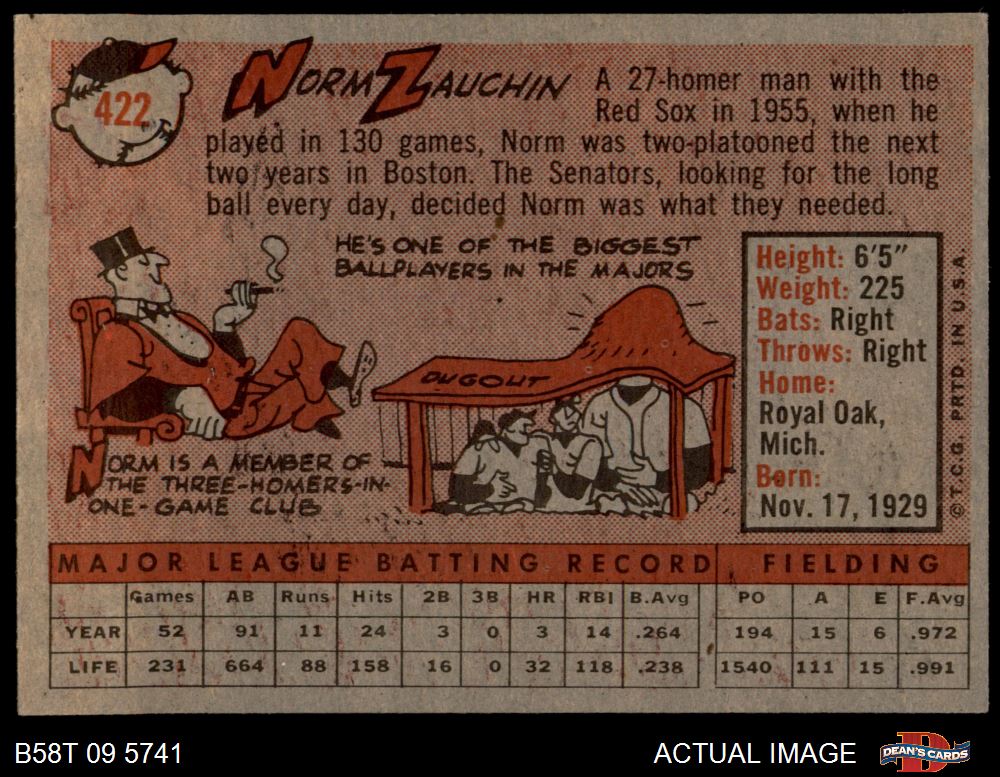 422
NORM ZAUCHIN
A 27-homer man with the
Red Sox in 1955, when he
played in 130 games, Norm was two-platooned the next
two years in Boston. The Senators, looking for the long
ball every day, decided Norm was what they needed.
HE'S ONE OF THE BIGGEST
BALLPLAYERS IN THE MAJORS
DUGOUT
NORM IS A MEMBER OF
THE THREE-HOMERS-IN-
ONE-GAME CLUB
Height: 6'5"
Weight: 225
Bats: Right
Throws: Right
Home:
Royal Oak,
Mich.
Born:
Nov. 17, 1929
© T.C.G. PRTD. IN U.S.A.
MAJOR LEAGUE BATTING RECORD FIELDING
Games AB Runs Hits 2B 3B HR RBI B.Avg PO A E F.Avg
YEAR 52 91 11 24 3 0 3 14 .264 194 15 6 .972
LIFE 231 664 88 158 16 0 32 118 .238 1540 111 15 .991
B58T 09 5741
ACTUAL IMAGE
D
DEAN'S CARDS